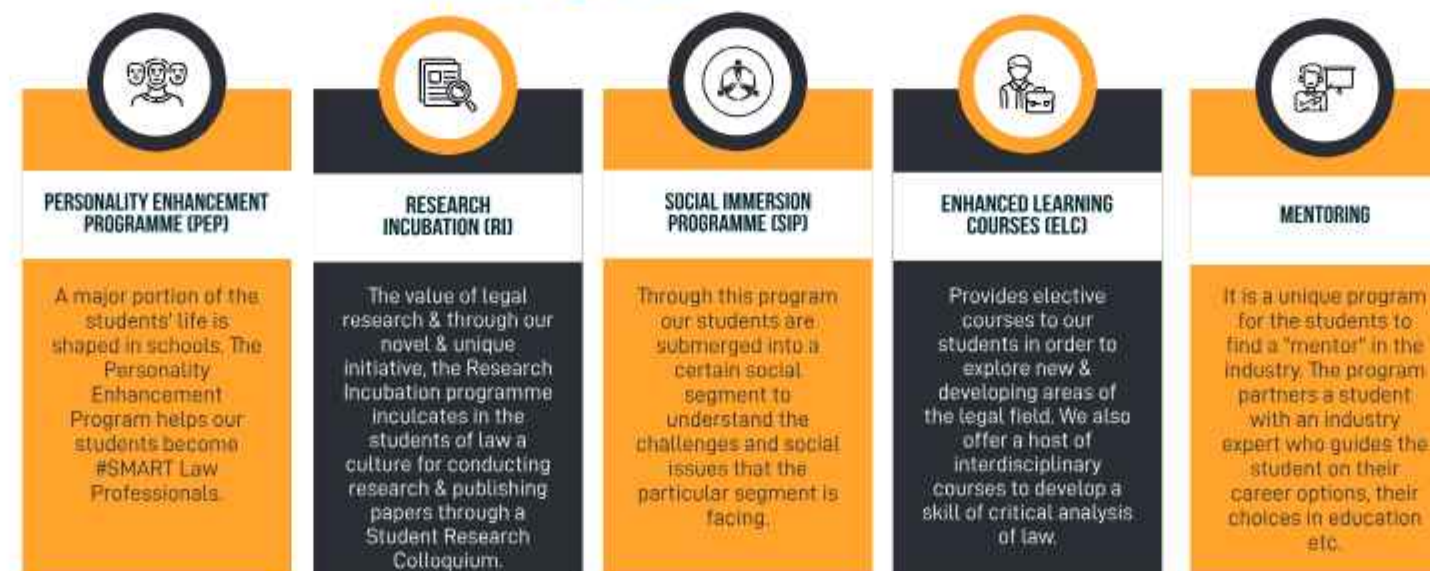 PERSONALITY ENHANCEMENT
PROGRAMME (PEP)
A major portion of the
students' life is
shaped in schools. The
Personality
Enhancement
Program helps our
students become
#SMART Law
Professionals.
RESEARCH
INCUBATION (RI)
The value of legal
research & through our
novel & unique
initiative, the Research
Incubation programme
inculcates in the
students of law a
culture for conducting
research & publishing
papers through a
Student Research
Colloquium.
SOCIAL IMMERSION
PROGRAMME (SIP)
Through this program
our students are
submerged into a
certain social
segment to
understand the
challenges and social
issues that the
particular segment is
facing.
ENHANCED LEARNING
COURSES (ELC)
Provides elective
courses to our
students in order to
explore new &
developing areas of
the legal field. We also
offer a host of
interdisciplinary
courses to develop a
skill of critical analysis
of law.
MENTORING
It is a unique program
for the students to
find a "mentor" in the
industry. The program
partners a student
with an industry
expert who guides the
student on their
career options, their
choices in education
etc.